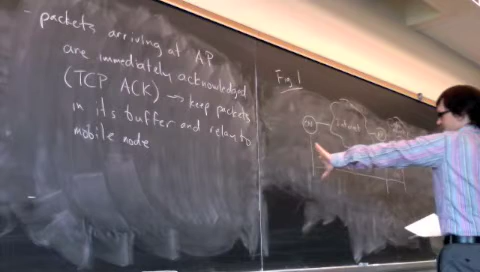 - packets arriving at AP
are immediately acknowledged
(TCP ACK) → keep packets
in its buffer and relay to
mobile node
Fig 1